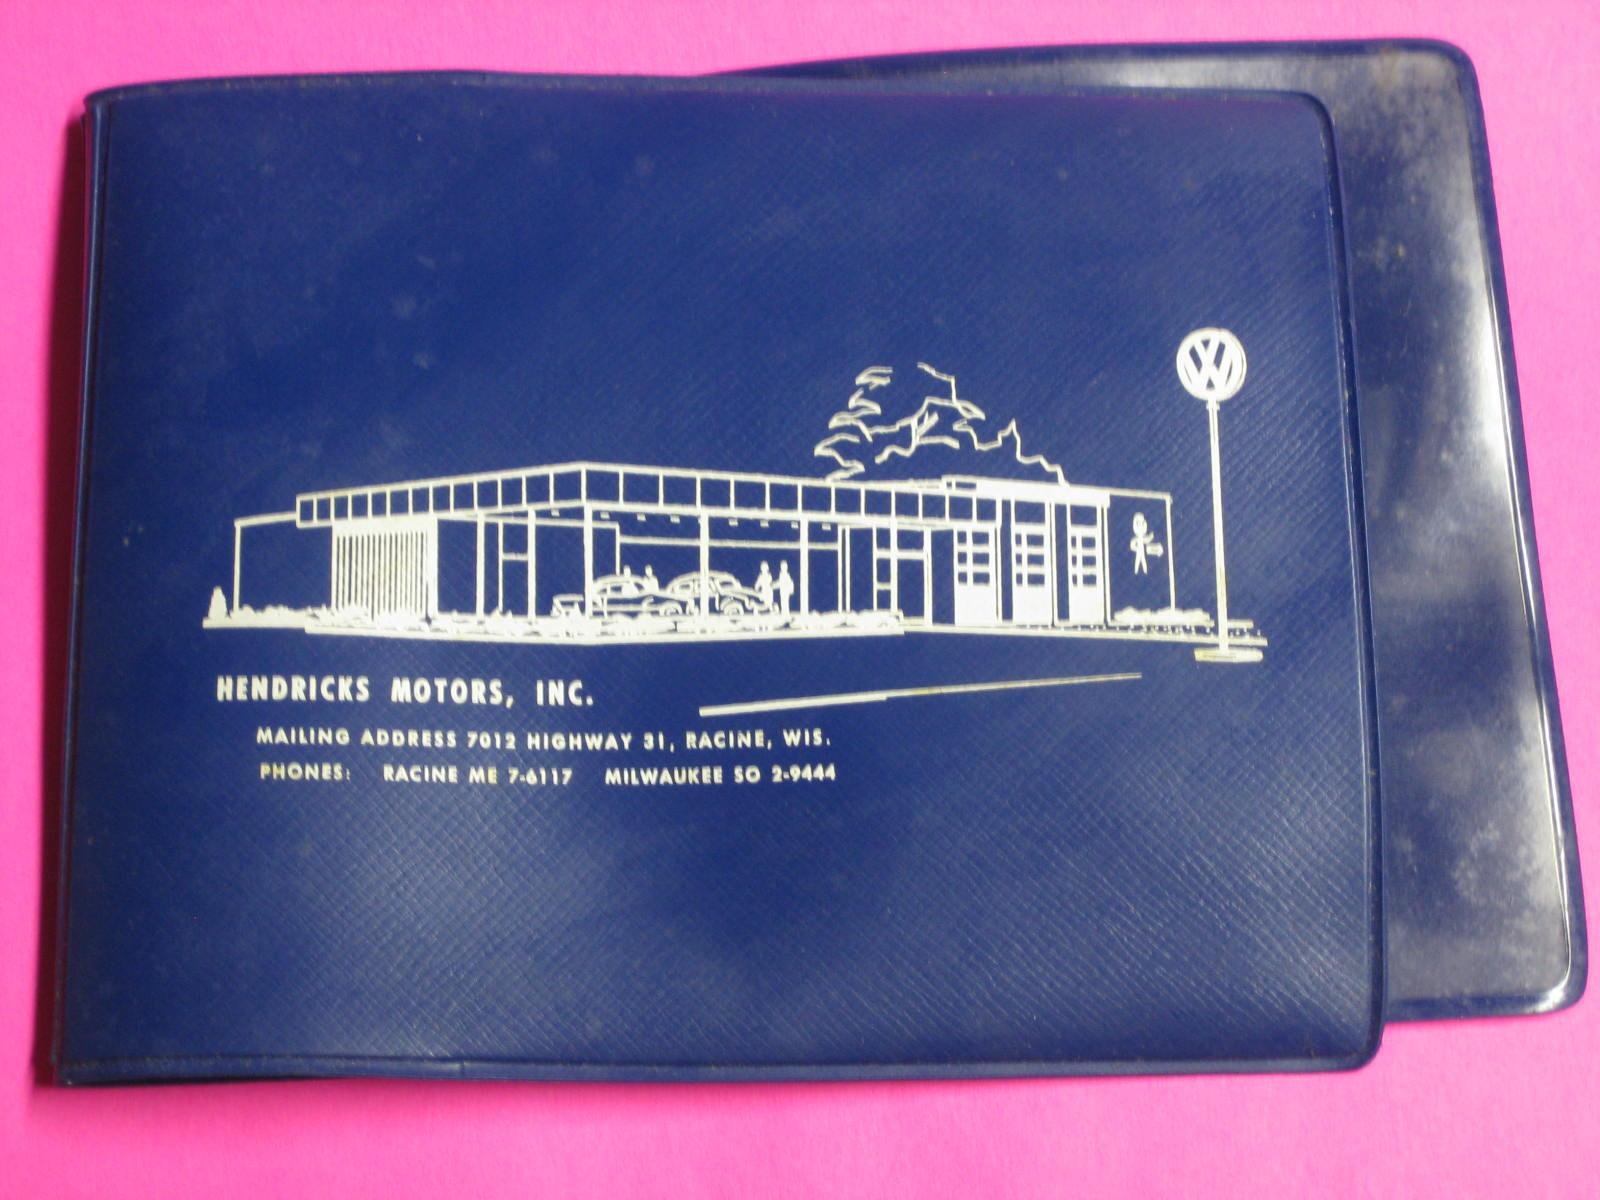 VW
HENDRICKS MOTORS, INC.
MAILING ADDRESS 7012 HIGHWAY 31, RACINE, WIS.
PHONES: RACINE ME 7-6117 MILWAUKEE SO 2-9444